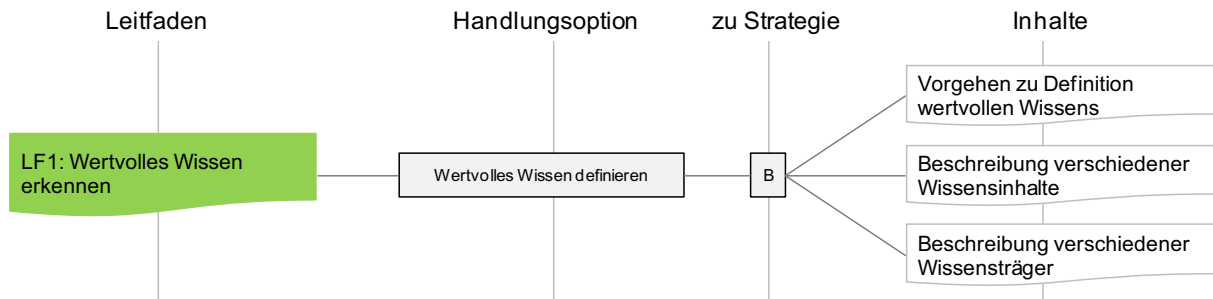 Leitfaden
Handlungsoption
zu Strategie
Inhalte
LF1: Wertvolles Wissen
erkennen
Wertvolles Wissen definieren
B
Vorgehen zu Definition
wertvollen Wissens
Beschreibung verschiedener
Wissensinhalte
Beschreibung verschiedener
Wissensträger